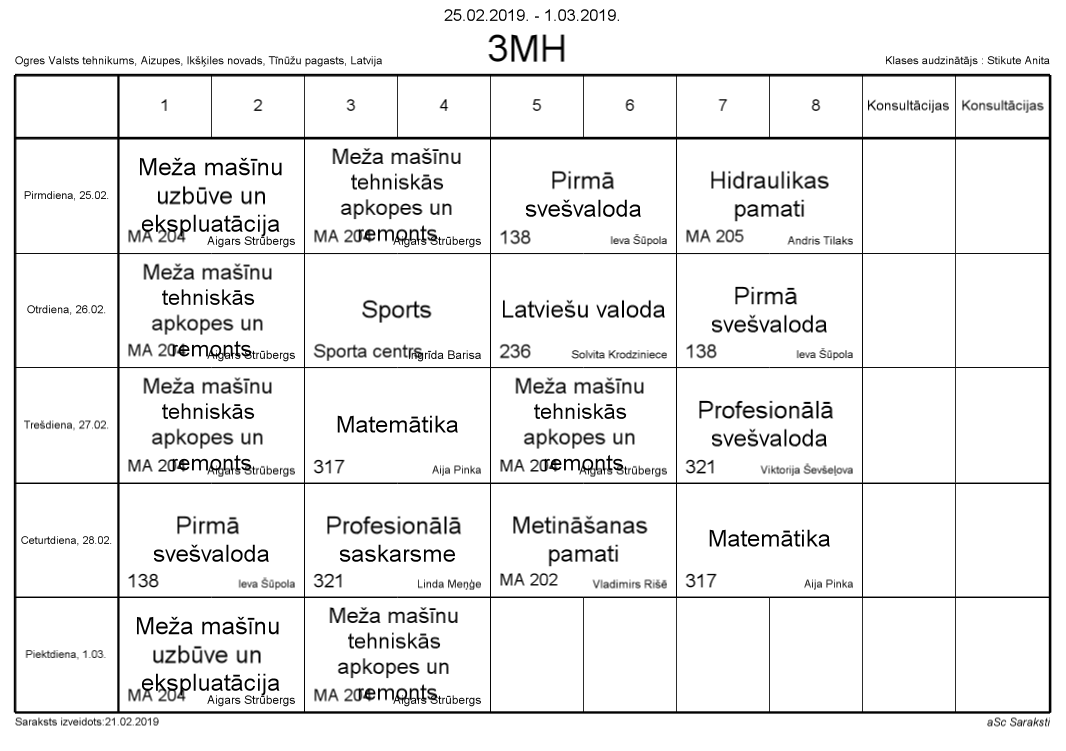 25.02.2019. - 1.03.2019.
3MH
Ogres Valsts tehnikums, Aizupes, Ikšķiles novads, Tīnūžu pagasts, Latvija
Klases audzinātājs : Stikute Anita
1 2 3 4 5 6 7 8 Konsultācijas Konsultācijas
Pirmdiena, 25.02.
Meža mašīnu
uzbūve un
ekspluatācija
MA 204 Aigars Strūbergs
Meža mašīnu
tehniskās
apkopes un
remonts
MA 204 Aigars Strūbergs
Pirmā
svešvaloda
138 Ieva Šūpola
Hidraulikas
pamati
MA 205 Andris Tilaks
Otrdiena, 26.02.
Meža mašīnu
tehniskās
apkopes un
remonts
MA 204 Aigars Strūbergs
Sports
Sporta centrs Ingrīda Barisa
Latviešu valoda
236 Solvita Krodziniece
Pirmā
svešvaloda
138 Ieva Šūpola
Trešdiena, 27.02.
Meža mašīnu
tehniskās
apkopes un
remonts
MA 204 Aigars Strūbergs
Matemātika
317 Aija Pinka
Meža mašīnu
tehniskās
apkopes un
remonts
MA 204 Aigars Strūbergs
Profesionālā
svešvaloda
321 Viktorija Ševšeļova
Ceturtdiena, 28.02.
Pirmā
svešvaloda
138 Ieva Šūpola
Profesionālā
saskarsme
321 Linda Meņģe
Metināšanas
pamati
MA 202 Vladimirs Rišē
Matemātika
317 Aija Pinka
Piektdiena, 1.03.
Meža mašīnu
uzbūve un
ekspluatācija
MA 204 Aigars Strūbergs
Meža mašīnu
tehniskās
apkopes un
remonts
MA 204 Aigars Strūbergs
Saraksts izveidots:21.02.2019
aSc Saraksti